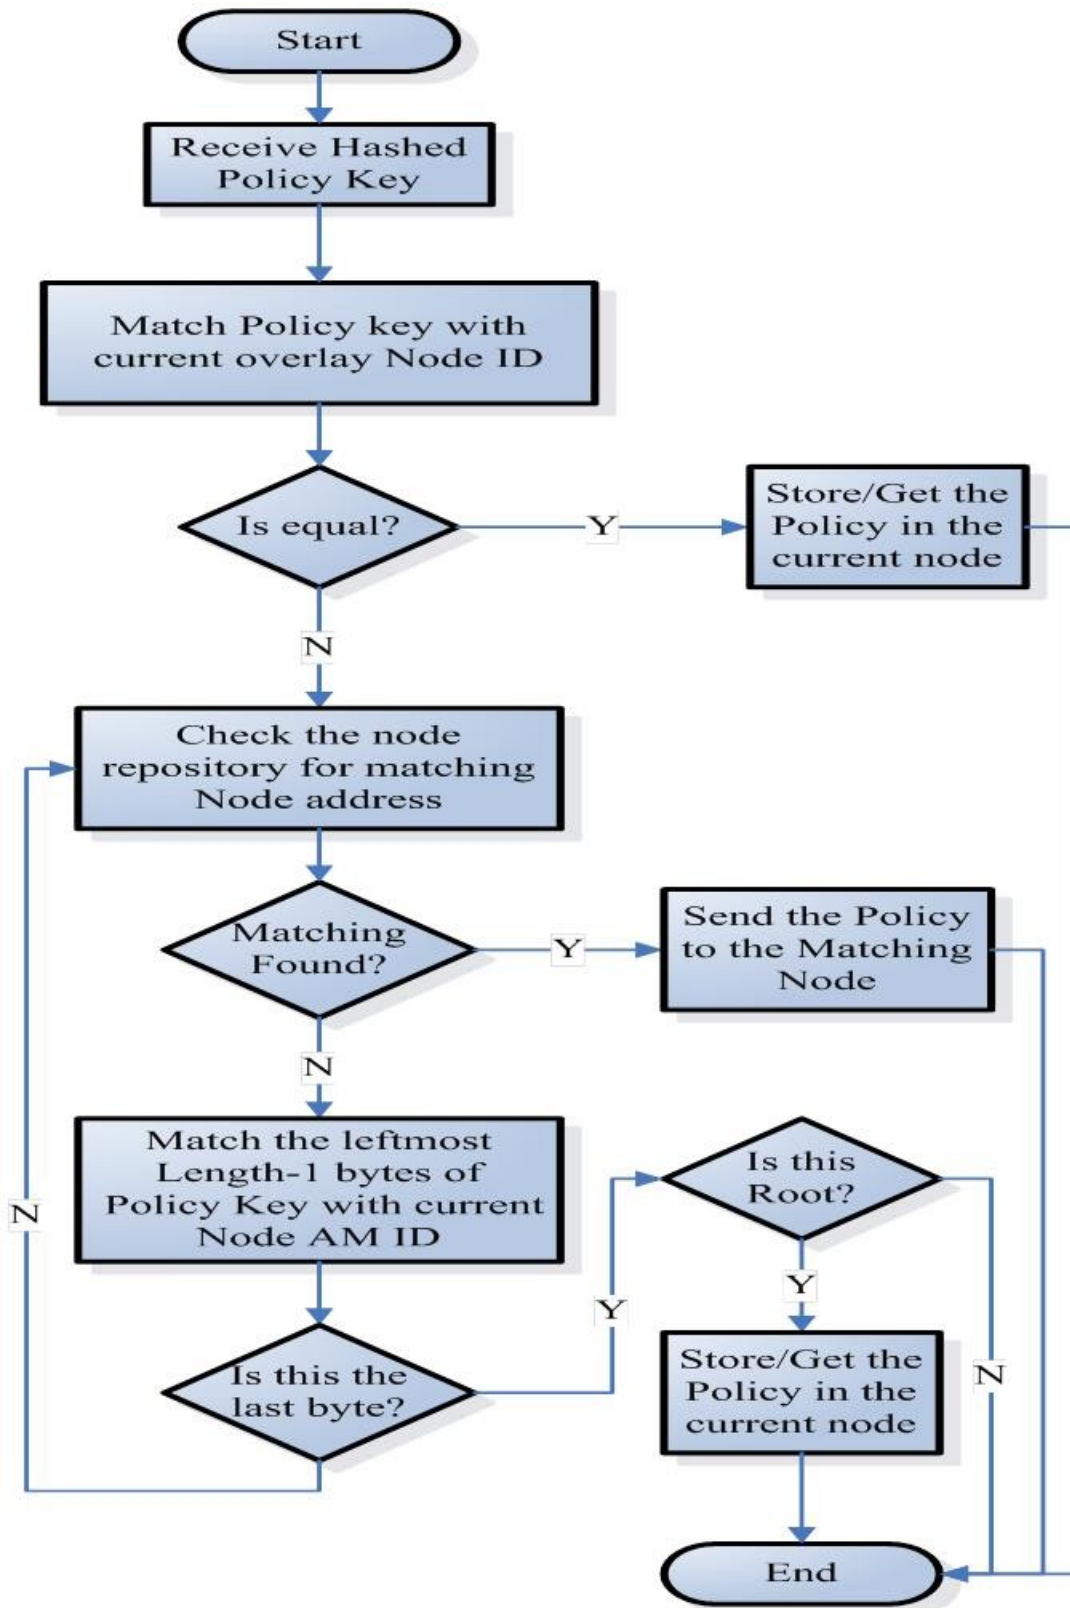 Start
Receive Hashed
Policy Key
Match Policy key with
current overlay Node ID
Is equal?
Y
Store/Get the
Policy in the
current node
N
Check the node
repository for matching
Node address
Matching
Found?
Y
Send the Policy
to the Matching
Node
N
Match the leftmost
Length-1 bytes of
Policy Key with current
Node AM ID
N
Is this
Root?
Y
Y
Is this the
last byte?
Store/Get the
Policy in the
current node
N
End